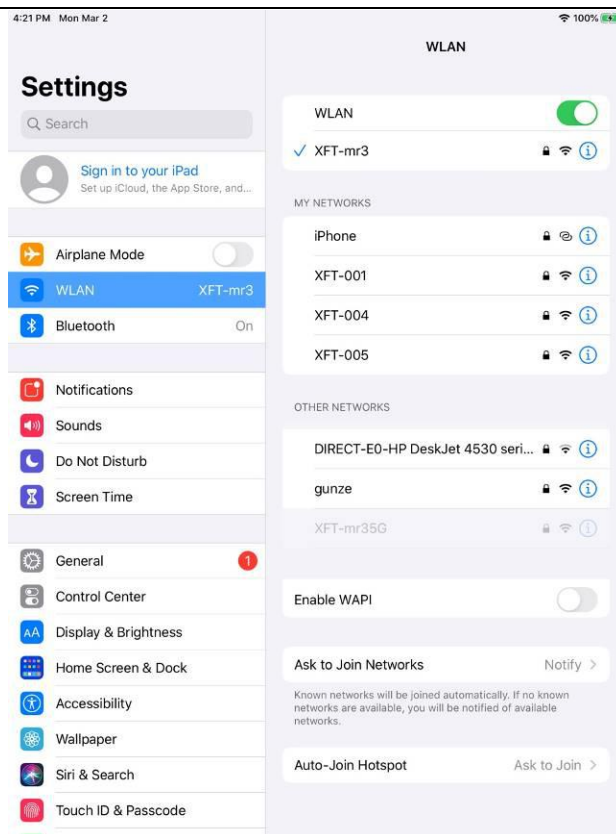 4:21 PM Mon Mar 2
100%
Settings
Search
Sign in to your iPad
Set up iCloud, the App Store, and...
Airplane Mode
WLAN XFT-mr3
Bluetooth On
Notifications
Sounds
Do Not Disturb
Screen Time
General 1
Control Center
AA Display & Brightness
Home Screen & Dock
Accessibility
Wallpaper
Siri & Search
Touch ID & Passcode
WLAN
WLAN
XFT-mr3
MY NETWORKS
iPhone
XFT-001
XFT-004
XFT-005
OTHER NETWORKS
DIRECT-E0-HP DeskJet 4530 seri...
gunze
XFT-mr35G
Enable WAPI
Ask to Join Networks Notify
Known networks will be joined automatically. If no known
networks are available, you will be notified of available
networks.
Auto-Join Hotspot Ask to Join